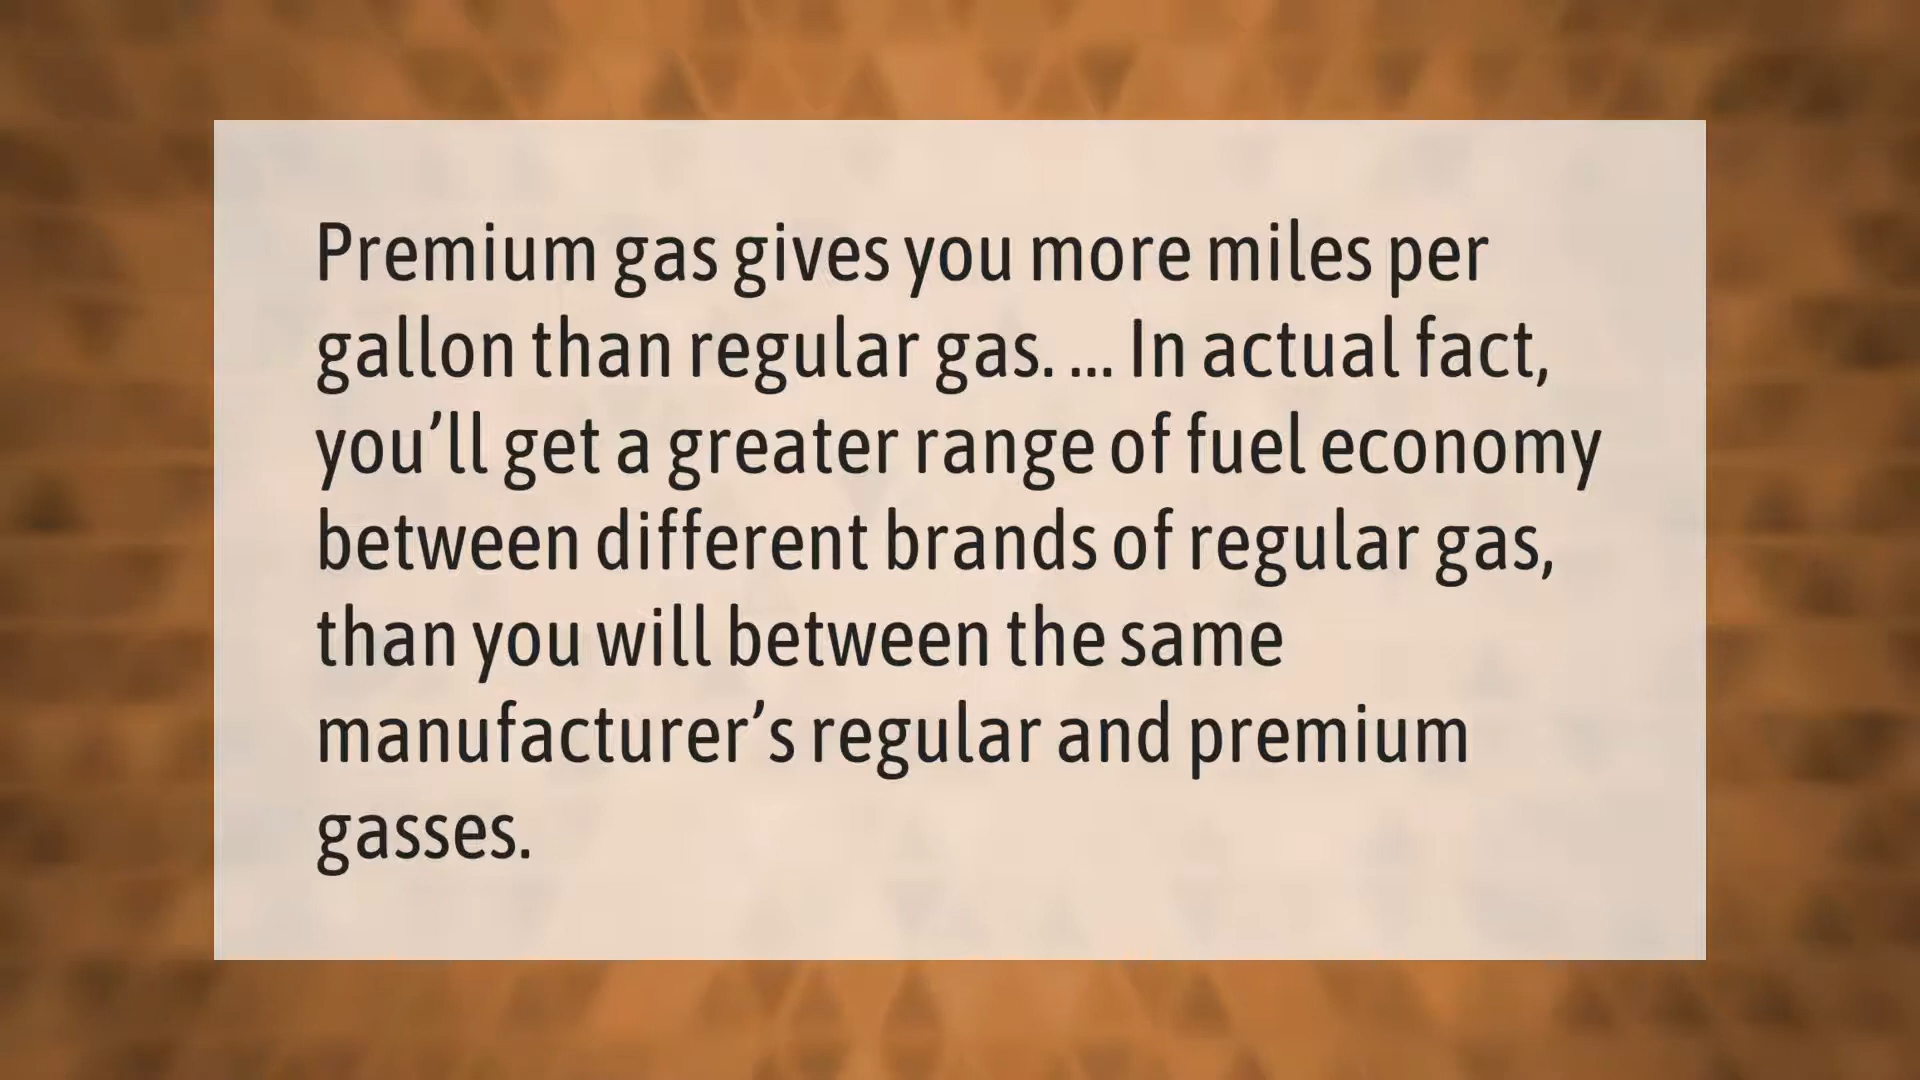 Premium gas gives you more miles per
gallon than regular gas. ... In actual fact,
you’ll get a greater range of fuel economy
between different brands of regular gas,
than you will between the same
manufacturer’s regular and premium
gasses.